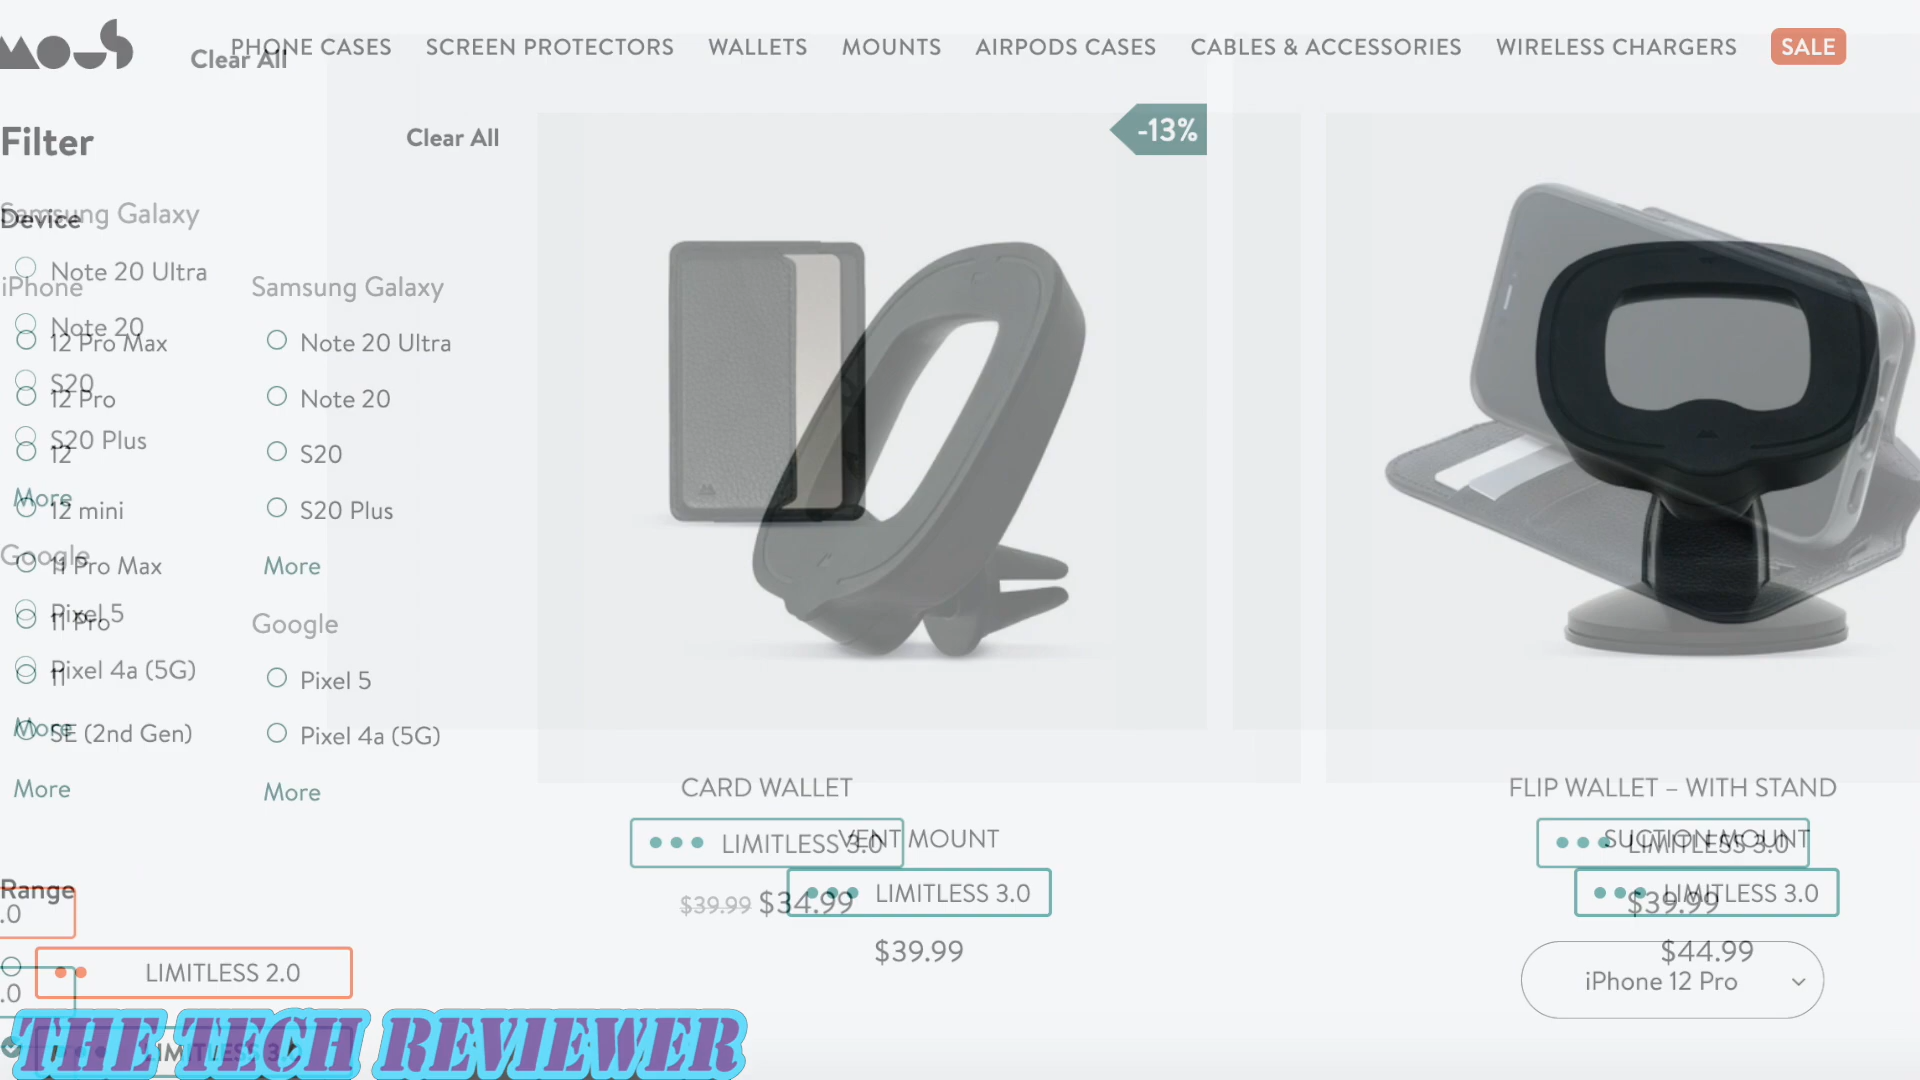 mous
Clear All
PHONE CASES SCREEN PROTECTORS WALLETS MOUNTS AIRPODS CASES CABLES & ACCESSORIES WIRELESS CHARGERS SALE
Filter
Clear All
-13%
Samsung Galaxy
Device
Note 20 Ultra
iPhone
Samsung Galaxy
Note 20
12 Pro Max
Note 20 Ultra
S20
12 Pro
Note 20
S20 Plus
12
S20
More
12 mini
S20 Plus
Google
11 Pro Max
More
Pixel 5
11 Pro
Google
Pixel 4a (5G)
11
Pixel 5
More
SE (2nd Gen)
Pixel 4a (5G)
More
More
CARD WALLET
FLIP WALLET – WITH STAND
LIMITLESS 3.0
VENT MOUNT
LIMITLESS 3.0
SUCTION MOUNT
Range
.0
$39.99 $34.99
LIMITLESS 3.0
$39.99
LIMITLESS 3.0
$39.99
$44.99
LIMITLESS 2.0
iPhone 12 Pro
.0
LIMITLESS 3.0
THE TECH REVIEWER